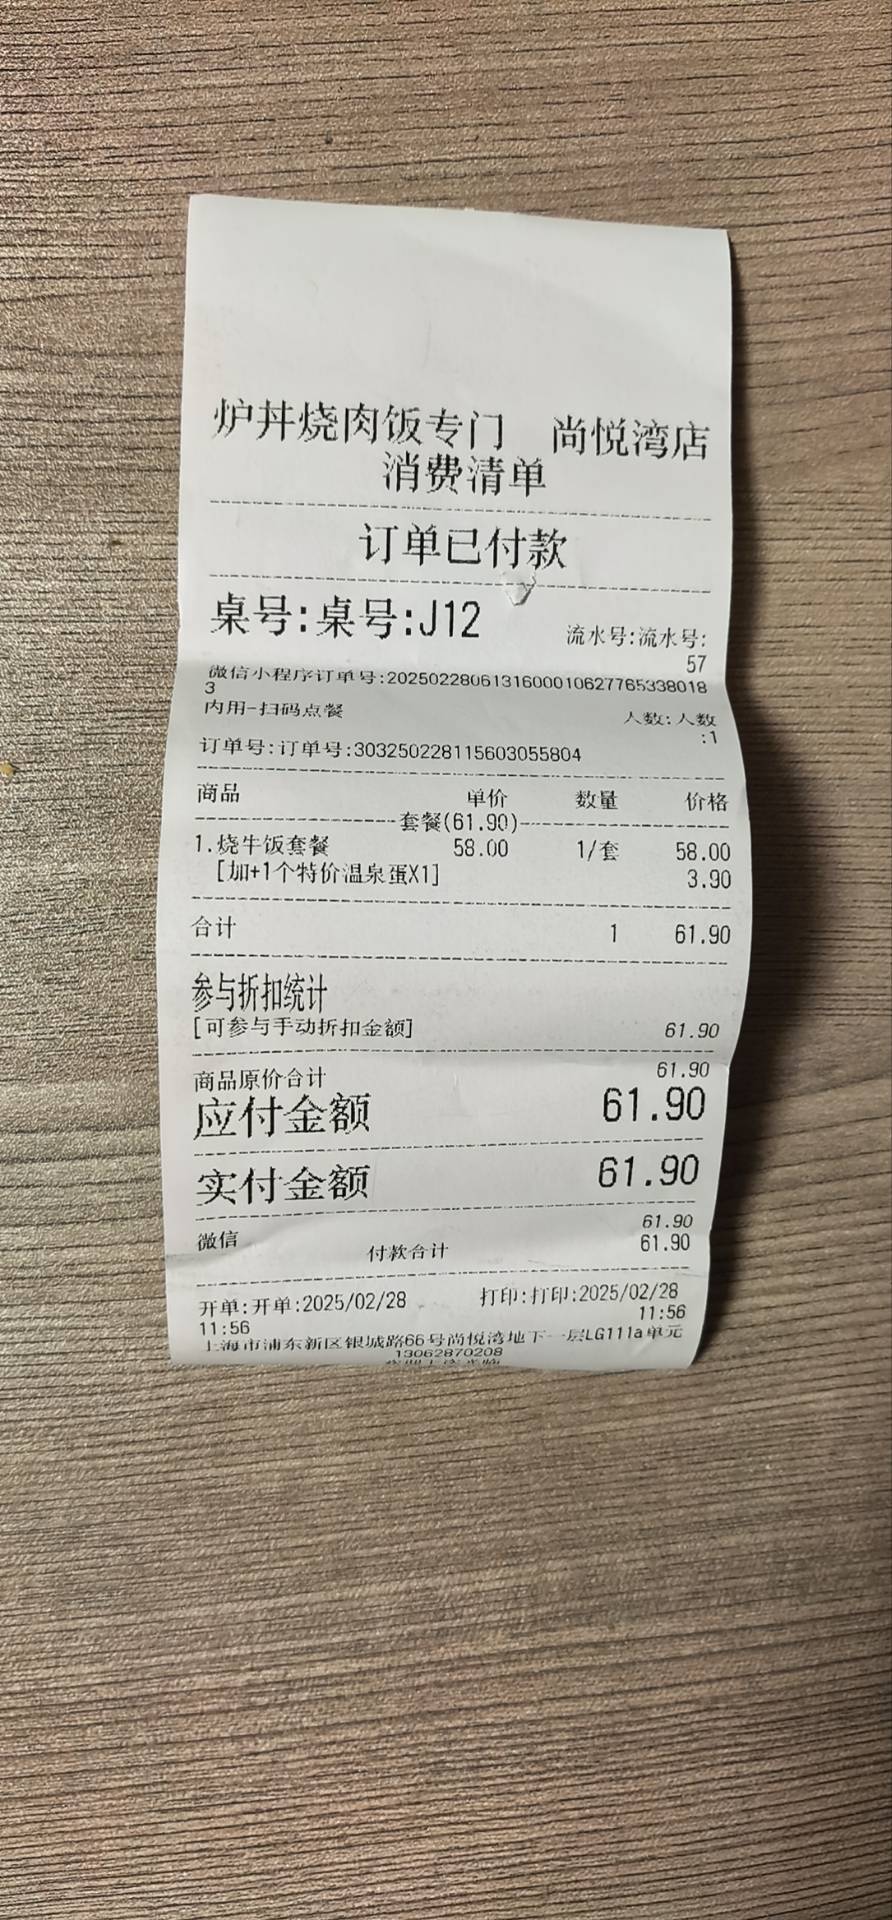 炉丼烧肉饭专门 尚悦湾店
消费清单
订单已付款
桌号:桌号:J12
流水号:流水号:
57
微信小程序订单号:2025022806131600010627765338018
3
内用-扫码点餐
人数:人数
:1
订单号:订单号:303250228115603055804
商品 单价 数量 价格
套餐(61.90)
1.烧牛饭套餐 58.00 1/套 58.00
[加+1个特价温泉蛋X1] 3.90
合计 1 61.90
参与折扣统计
[可参与手动折扣金额] 61.90
商品原价合计 61.90
应付金额 61.90
实付金额 61.90
微信 61.90
付款合计 61.90
开单:开单:2025/02/28 打印:打印:2025/02/28
11:56 11:56
上海市浦东新区银城路66号尚悦湾地下一层LG111a单元
13062870208